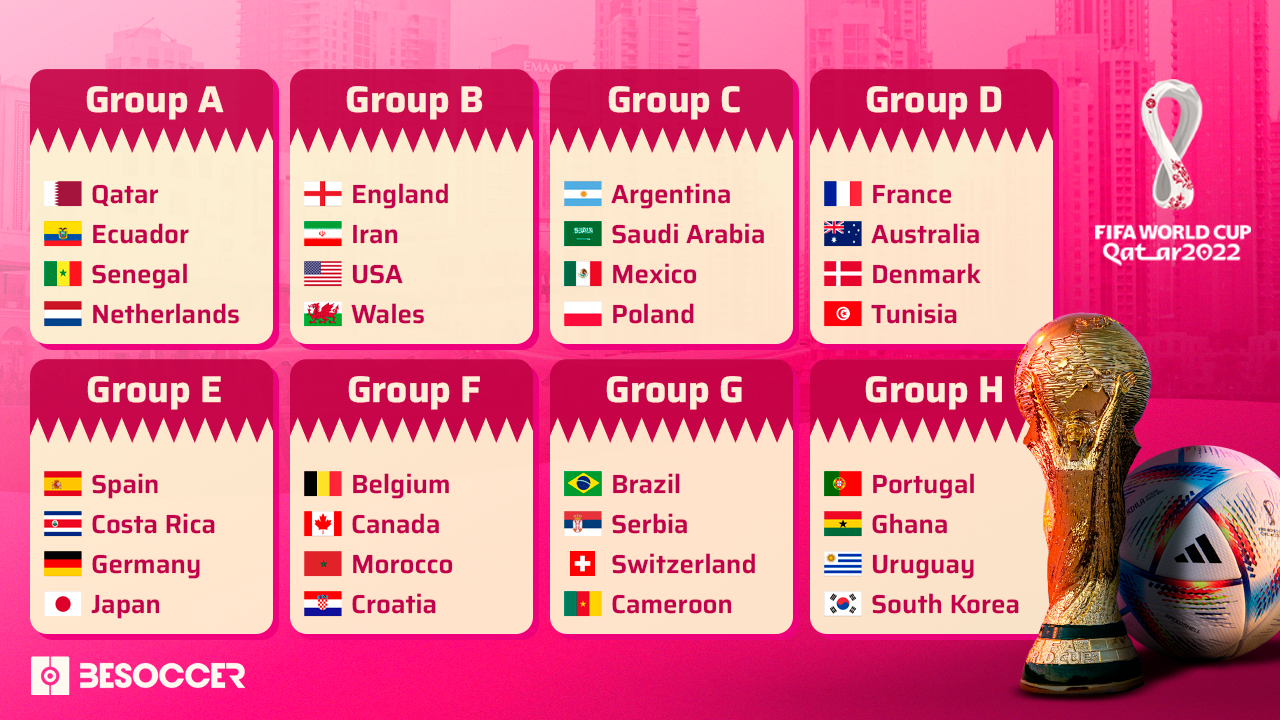 EMAAR
Group A
Qatar
Ecuador
Senegal
Netherlands
Group B
England
Iran
USA
Wales
Group C
Argentina
Saudi Arabia
Mexico
Poland
Group D
France
Australia
Denmark
Tunisia
FIFA WORLD CUP
Qatar2022
Group E
Spain
Costa Rica
Germany
Japan
Group F
Belgium
Canada
Morocco
Croatia
Group G
Brazil
Serbia
Switzerland
Cameroon
Group H
Portugal
Ghana
Uruguay
South Korea
BESOCCER